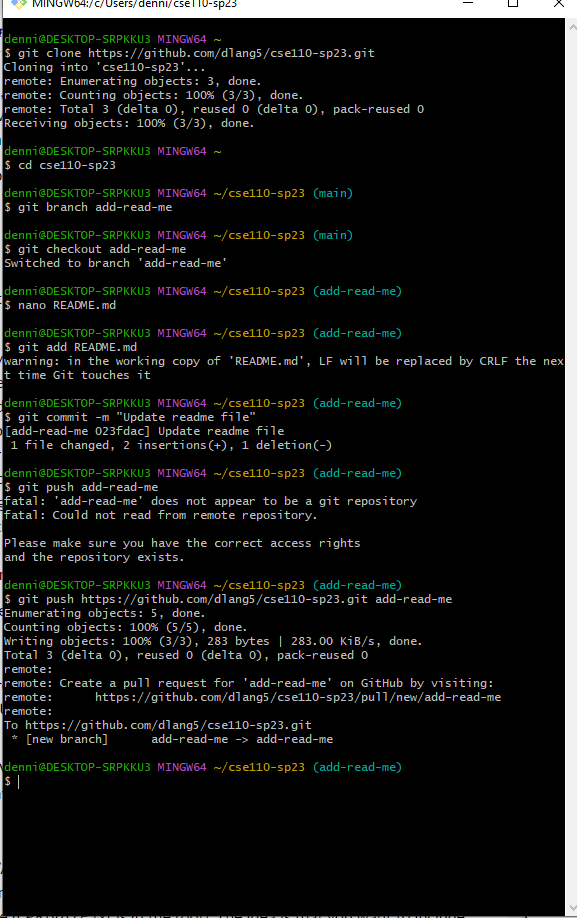 MINGW64:/c/Users/denni/cse110-sp23
denni@DESKTOP-SRPKKU3 MINGW64 ~
$ git clone https://github.com/dlang5/cse110-sp23.git
Cloning into 'cse110-sp23'...
remote: Enumerating objects: 3, done.
remote: Counting objects: 100% (3/3), done.
remote: Total 3 (delta 0), reused 0 (delta 0), pack-reused 0
Receiving objects: 100% (3/3), done.
denni@DESKTOP-SRPKKU3 MINGW64 ~
$ cd cse110-sp23
denni@DESKTOP-SRPKKU3 MINGW64 ~/cse110-sp23 (main)
$ git branch add-read-me
denni@DESKTOP-SRPKKU3 MINGW64 ~/cse110-sp23 (main)
$ git checkout add-read-me
Switched to branch 'add-read-me'
denni@DESKTOP-SRPKKU3 MINGW64 ~/cse110-sp23 (add-read-me)
$ nano README.md
denni@DESKTOP-SRPKKU3 MINGW64 ~/cse110-sp23 (add-read-me)
$ git add README.md
warning: in the working copy of 'README.md', LF will be replaced by CRLF the nex
t time Git touches it
denni@DESKTOP-SRPKKU3 MINGW64 ~/cse110-sp23 (add-read-me)
$ git commit -m "Update readme file"
[add-read-me 023fdac] Update readme file
1 file changed, 2 insertions(+), 1 deletion(-)
denni@DESKTOP-SRPKKU3 MINGW64 ~/cse110-sp23 (add-read-me)
$ git push add-read-me
fatal: 'add-read-me' does not appear to be a git repository
fatal: Could not read from remote repository.
Please make sure you have the correct access rights
and the repository exists.
denni@DESKTOP-SRPKKU3 MINGW64 ~/cse110-sp23 (add-read-me)
$ git push https://github.com/dlang5/cse110-sp23.git add-read-me
Enumerating objects: 5, done.
Counting objects: 100% (5/5), done.
Writing objects: 100% (3/3), 283 bytes | 283.00 KiB/s, done.
Total 3 (delta 0), reused 0 (delta 0), pack-reused 0
remote:
remote: Create a pull request for 'add-read-me' on GitHub by visiting:
remote:      https://github.com/dlang5/cse110-sp23/pull/new/add-read-me
remote:
To https://github.com/dlang5/cse110-sp23.git
* [new branch]      add-read-me -> add-read-me
denni@DESKTOP-SRPKKU3 MINGW64 ~/cse110-sp23 (add-read-me)
$